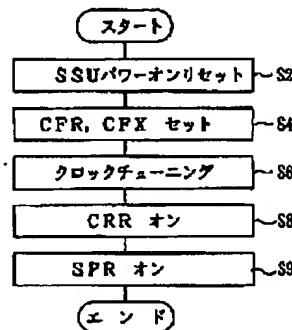 スタート
SSUパワーオンリセット ~S2
CFR, CFX セット ~S4
クロックチューニング ~S6
CRR オン ~S8
SPR オン ~S9
エンド